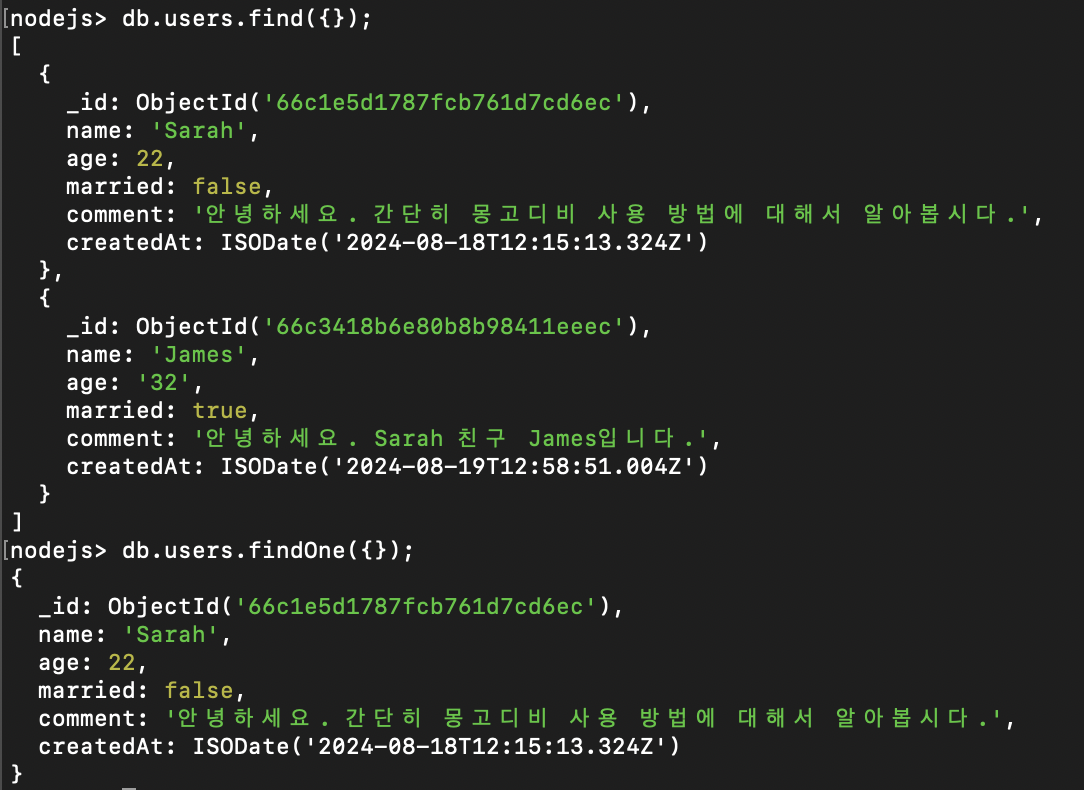 [nodejs> db.users.find({});
[
  {
    _id: ObjectId('66c1e5d1787fcb761d7cd6ec'),
    name: 'Sarah',
    age: 22,
    married: false,
    comment: '안녕하세요. 간단히 몽고디비 사용 방법에 대해서 알아봅시다.',
    createdAt: ISODate('2024-08-18T12:15:13.324Z')
  },
  {
    _id: ObjectId('66c3418b6e80b8b98411eeec'),
    name: 'James',
    age: '32',
    married: true,
    comment: '안녕하세요. Sarah 친구 James입니다.',
    createdAt: ISODate('2024-08-19T12:58:51.004Z')
  }
]
[nodejs> db.users.findOne({});
{
  _id: ObjectId('66c1e5d1787fcb761d7cd6ec'),
  name: 'Sarah',
  age: 22,
  married: false,
  comment: '안녕하세요. 간단히 몽고디비 사용 방법에 대해서 알아봅시다.',
  createdAt: ISODate('2024-08-18T12:15:13.324Z')
}